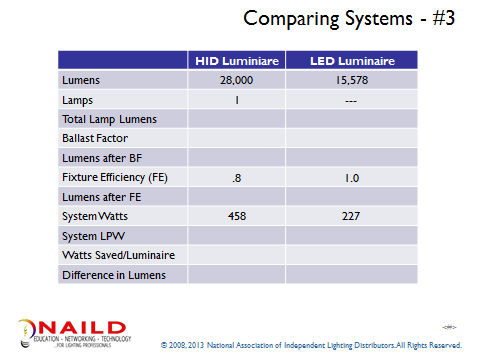 Comparing Systems - #3
HID Luminiare LED Luminaire
Lumens 28,000 15,578
Lamps 1 ---
Total Lamp Lumens
Ballast Factor
Lumens after BF
Fixture Efficiency (FE) .8 1.0
Lumens after FE
System Watts 458 227
System LPW
Watts Saved/Luminaire
Difference in Lumens
NAILD
EDUCATION - NETWORKING - TECHNOLOGY
...FOR LIGHTING PROFESSIONALS
<#>
© 2008, 2013 National Association of Independent Lighting Distributors. All Rights Reserved.